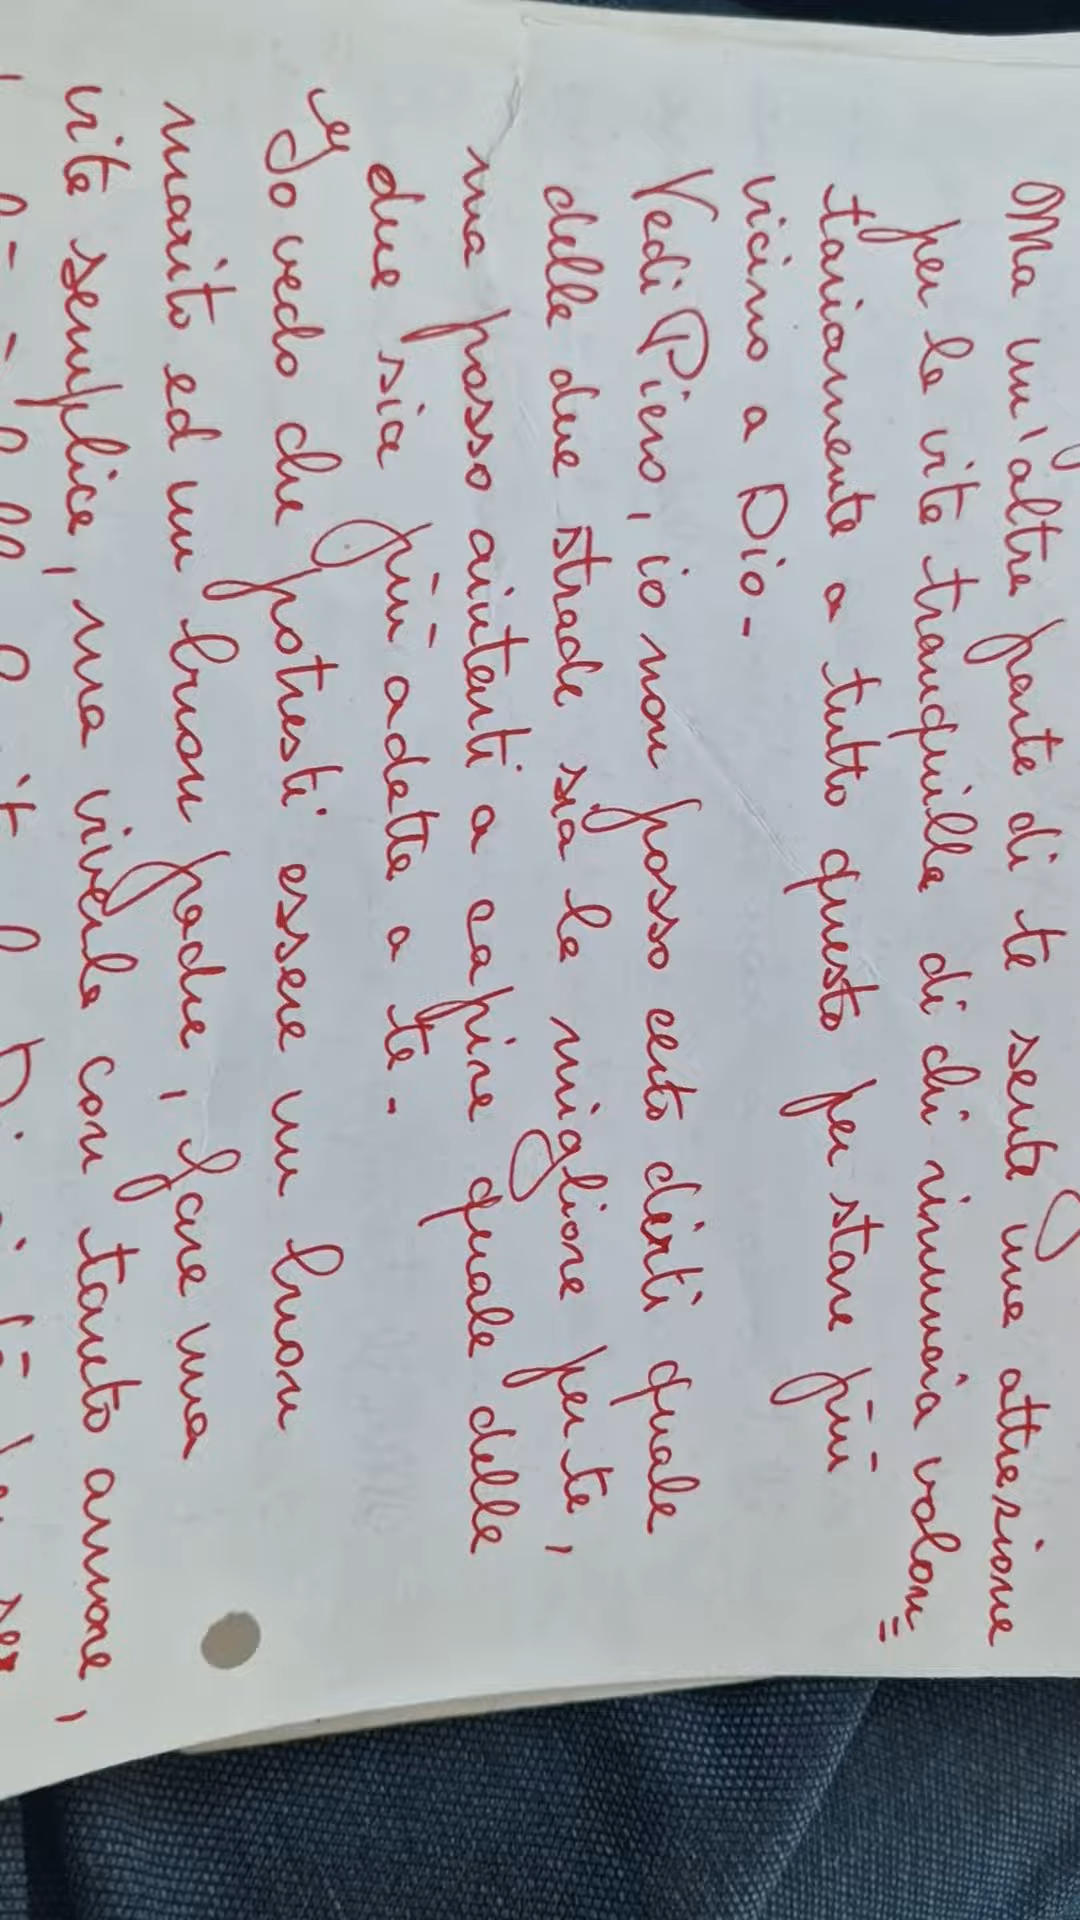 Ma un'altra parte di te sente una attrazione
per la vita tranquilla di chi rinuncia volon=
tariamente a tutto questo per stare più
vicino a Dio-
Vedi Piero, io non posso certo dirti quale
delle due strade sia la migliore per te,
ma posso aiutarti a capire quale delle
due sia più adatta a te-
Io vedo che potresti essere un buon
marito ed un buon padre, fare una
vita semplice, ma viverla con tanto amore,